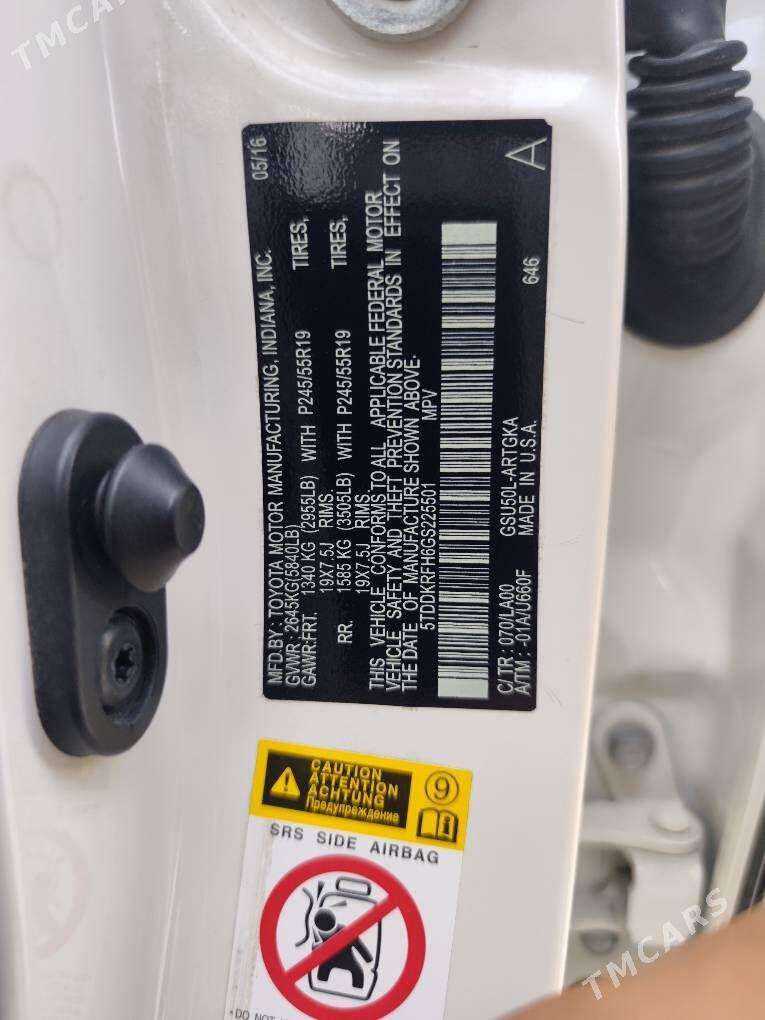 TMCARS
MFD.BY: TOYOTA MOTOR MANUFACTURING, INDIANA, INC. 05/16
GVWR: 2645KG(5840LB)
GAWR:FRT. 1340 KG (2955LB) WITH P245/55R19 TIRES,
19X7.5J RIMS.
RR. 1585 KG (3505LB) WITH P245/55R19 TIRES,
19X7.5J RIMS.
THIS VEHICLE CONFORMS TO ALL APPLICABLE FEDERAL MOTOR
VEHICLE SAFETY AND THEFT PREVENTION STANDARDS IN EFFECT ON
THE DATE OF MANUFACTURE SHOWN ABOVE.
5TDDKRFH6GS225501 MPV
C/TR: 070/LA00 GSU50L-ARTGKA 646
A/TM: -01A/U660F MADE IN U.S.A. A
CAUTION
ATTENTION
ACHTUNG
Предупреждение
9
i
SRS SIDE AIRBAG
TMCARS